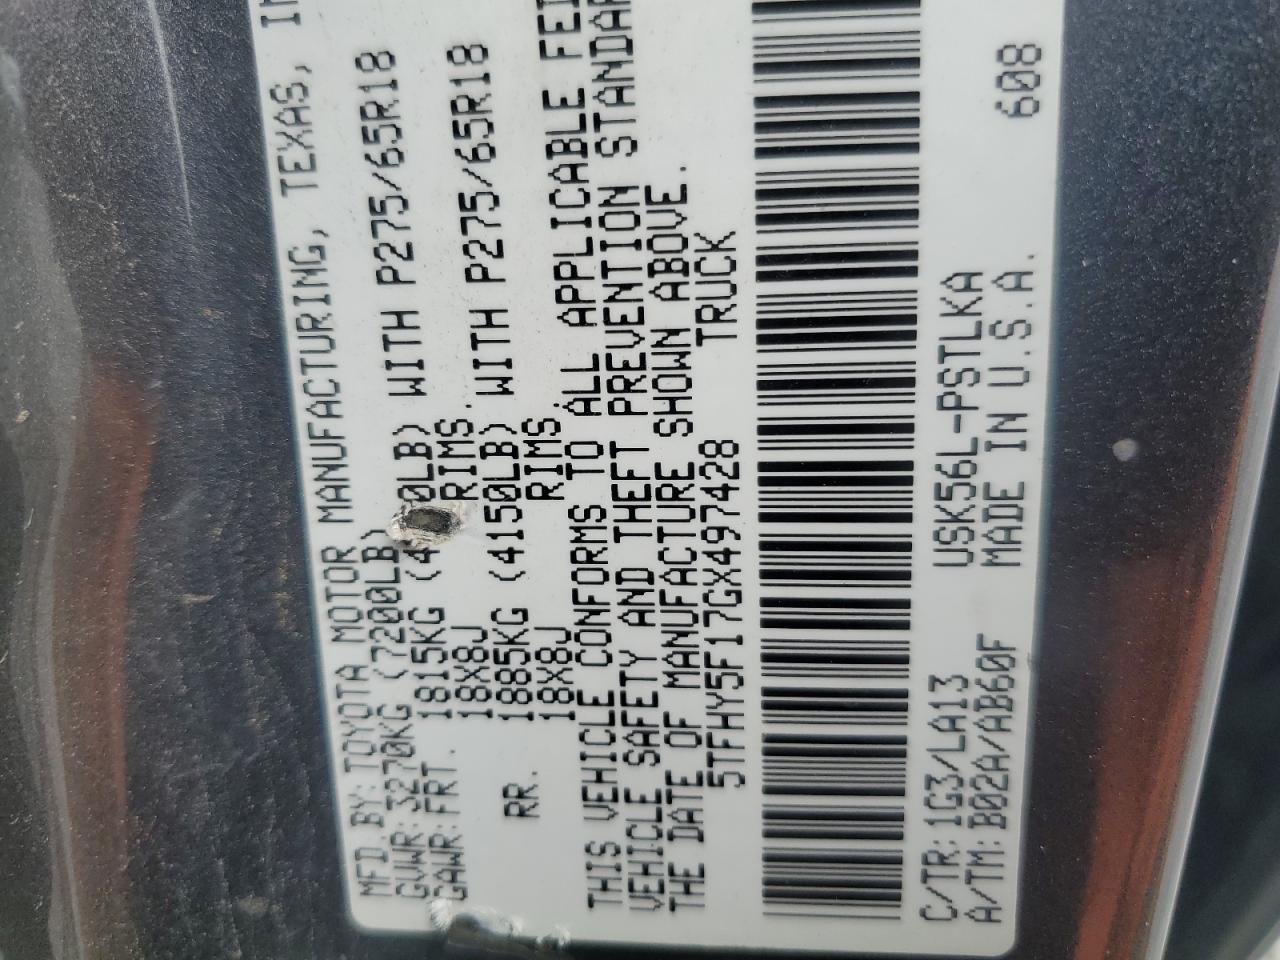 MFD.BY:TOYOTA MOTOR MANUFACTURING, TEXAS,
GVWR:3270KG (7200LB)
GAWR:FRT. 1815KG WITH P275/65R18
18X8J RIMS.
RR. 1885KG (4150LB) WITH P275/65R18
18X8J RIMS.
THIS VEHICLE CONFORMS TO ALL APPLICABLE
VEHICLE SAFETY AND THEFT PREVENTION
THE DATE OF MANUFACTURE SHOWN ABOVE.
5TFHY5F17GX497428 TRUCK
C/TR:1G3/LA13 USK56L-PSTLKA
A/TM:B02A/AB60F MADE IN U.S.A. 608